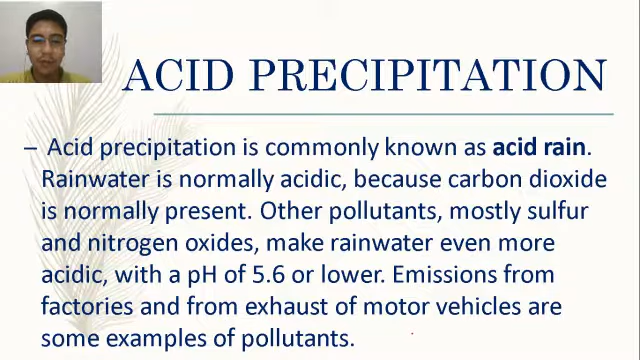 ACID PRECIPITATION
– Acid precipitation is commonly known as acid rain.
Rainwater is normally acidic, because carbon dioxide
is normally present. Other pollutants, mostly sulfur
and nitrogen oxides, make rainwater even more
acidic, with a pH of 5.6 or lower. Emissions from
factories and from exhaust of motor vehicles are
some examples of pollutants.